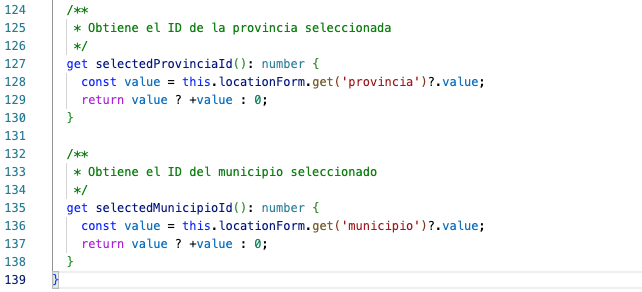 124 /**
125 * Obtiene el ID de la provincia seleccionada
126 */
127 get selectedProvinciaId(): number {
128 const value = this.locationForm.get('provincia')?.value;
129 return value ? +value : 0;
130 }
131
132 /**
133 * Obtiene el ID del municipio seleccionado
134 */
135 get selectedMunicipioId(): number {
136 const value = this.locationForm.get('municipio')?.value;
137 return value ? +value : 0;
138 }
139 }